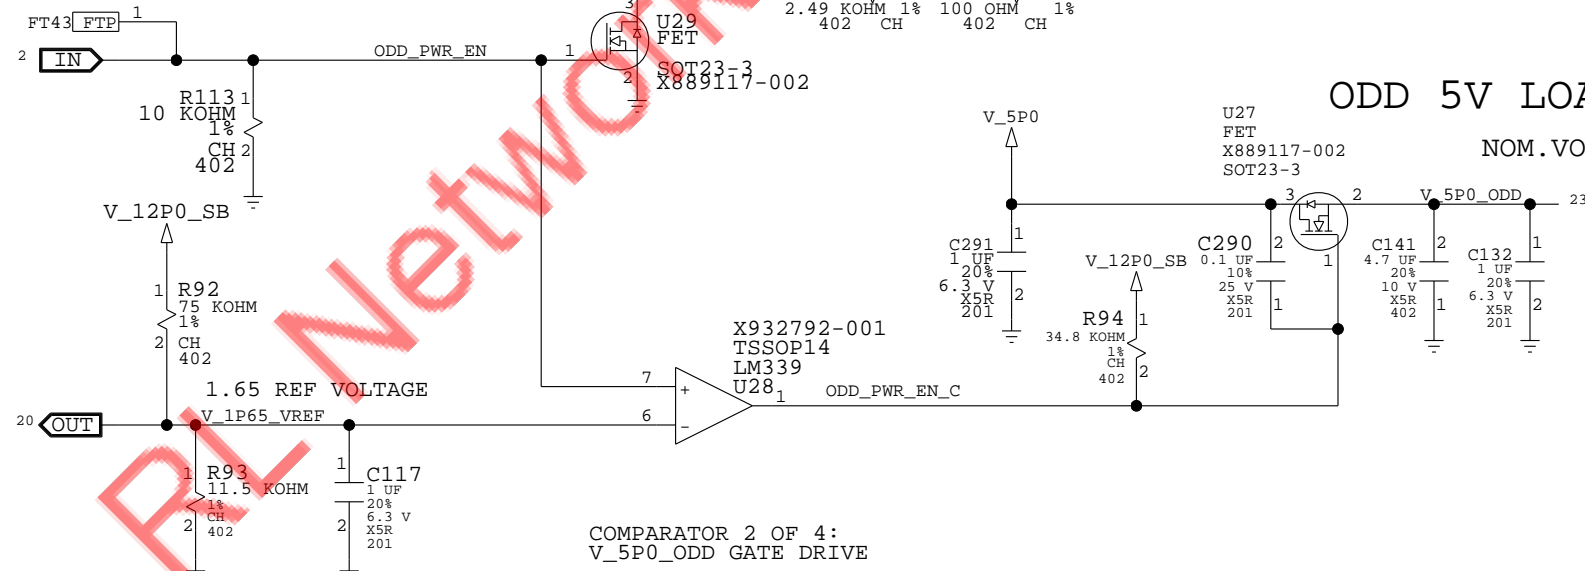 3
2.49 KOHM 1% 100 OHM 1%
402 CH 402 CH
FT43 FTP 1
U29
FET
2 IN
ODD_PWR_EN 1
2
SOT23-3
X889117-002
R113 1
10 KOHM
1%
CH 2
402
ODD 5V LOA
NOM.VO
V_5P0
U27
FET
X889117-002
SOT23-3
3 2
V_5P0_ODD 23
1
V_12P0_SB
1 R92
75 KOHM
1%
2 CH
402
C291 1
1 UF
20%
6.3 V
X5R 2
201
V_12P0_SB
R94 1
34.8 KOHM
1%
CH
402 2
C290 2
0.1 UF
10%
25 V
X5R 1
201
C141 2
4.7 UF
20%
10 V
X5R 1
402
C132 1
1 UF
20%
6.3 V
X5R 2
201
X932792-001
TSSOP14
LM339
U28
7 +
6 -
1 ODD_PWR_EN_C
1.65 REF VOLTAGE
20 OUT
V_1P65_VREF
1 R93
11.5 KOHM
1%
CH
2 402
1 C117
1 UF
20%
6.3 V
2 X5R
201
COMPARATOR 2 OF 4:
V_5P0_ODD GATE DRIVE
RL Network